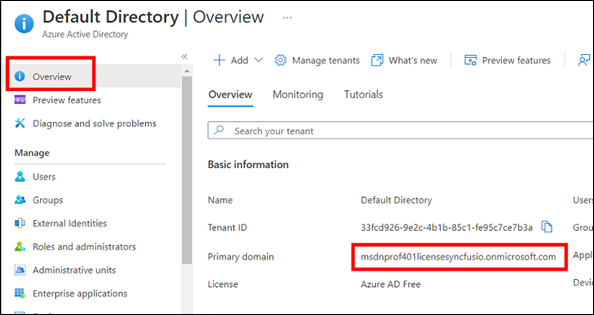 Default Directory | Overview ...
Azure Active Directory
«
Overview
Preview features
Diagnose and solve problems
Manage
Users
Groups
External Identities
Roles and administrators
Administrative units
Enterprise applications
+ Add
Manage tenants
What's new
Preview features
Overview
Monitoring
Tutorials
Search your tenant
Basic information
Name
Default Directory
Users
Tenant ID
33fcd926-9e2c-4b1b-85c1-fe95c7ce7b3a
Grou
Primary domain
msdnprof401licensesyncfusio.onmicrosoft.com
Appl
License
Azure AD Free
Devic